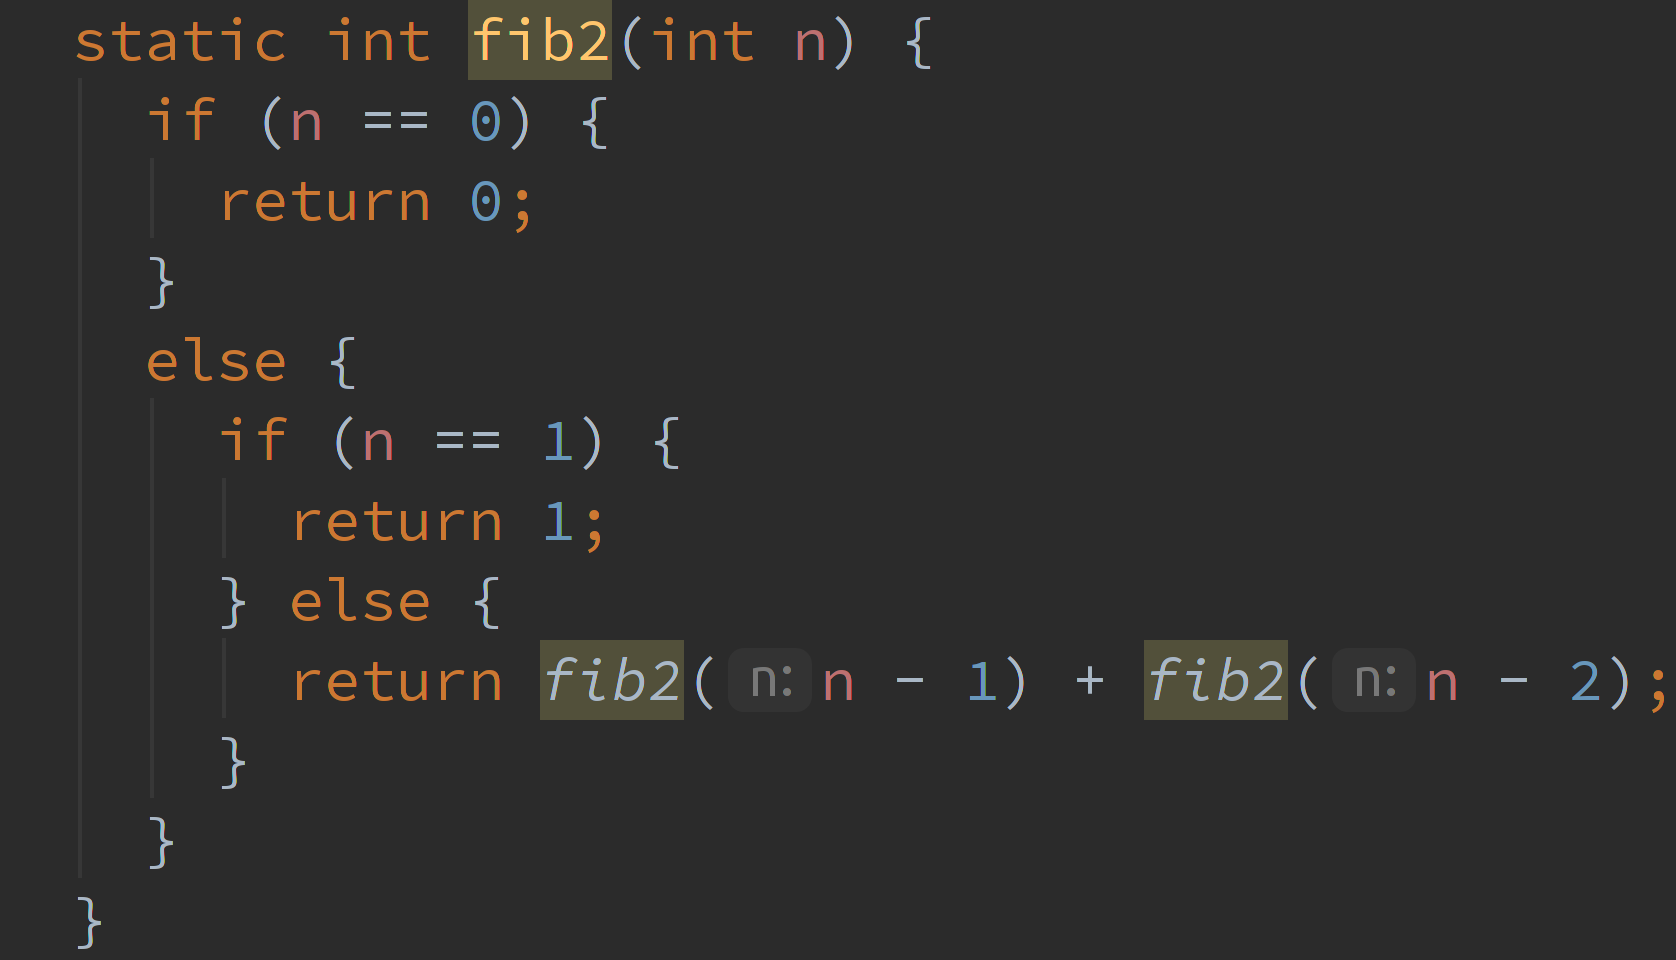 static int fib2(int n) {
  if (n == 0) {
    return 0;
  }
  else {
    if (n == 1) {
      return 1;
    } else {
      return fib2( n: n - 1) + fib2( n: n - 2);
    }
  }
}